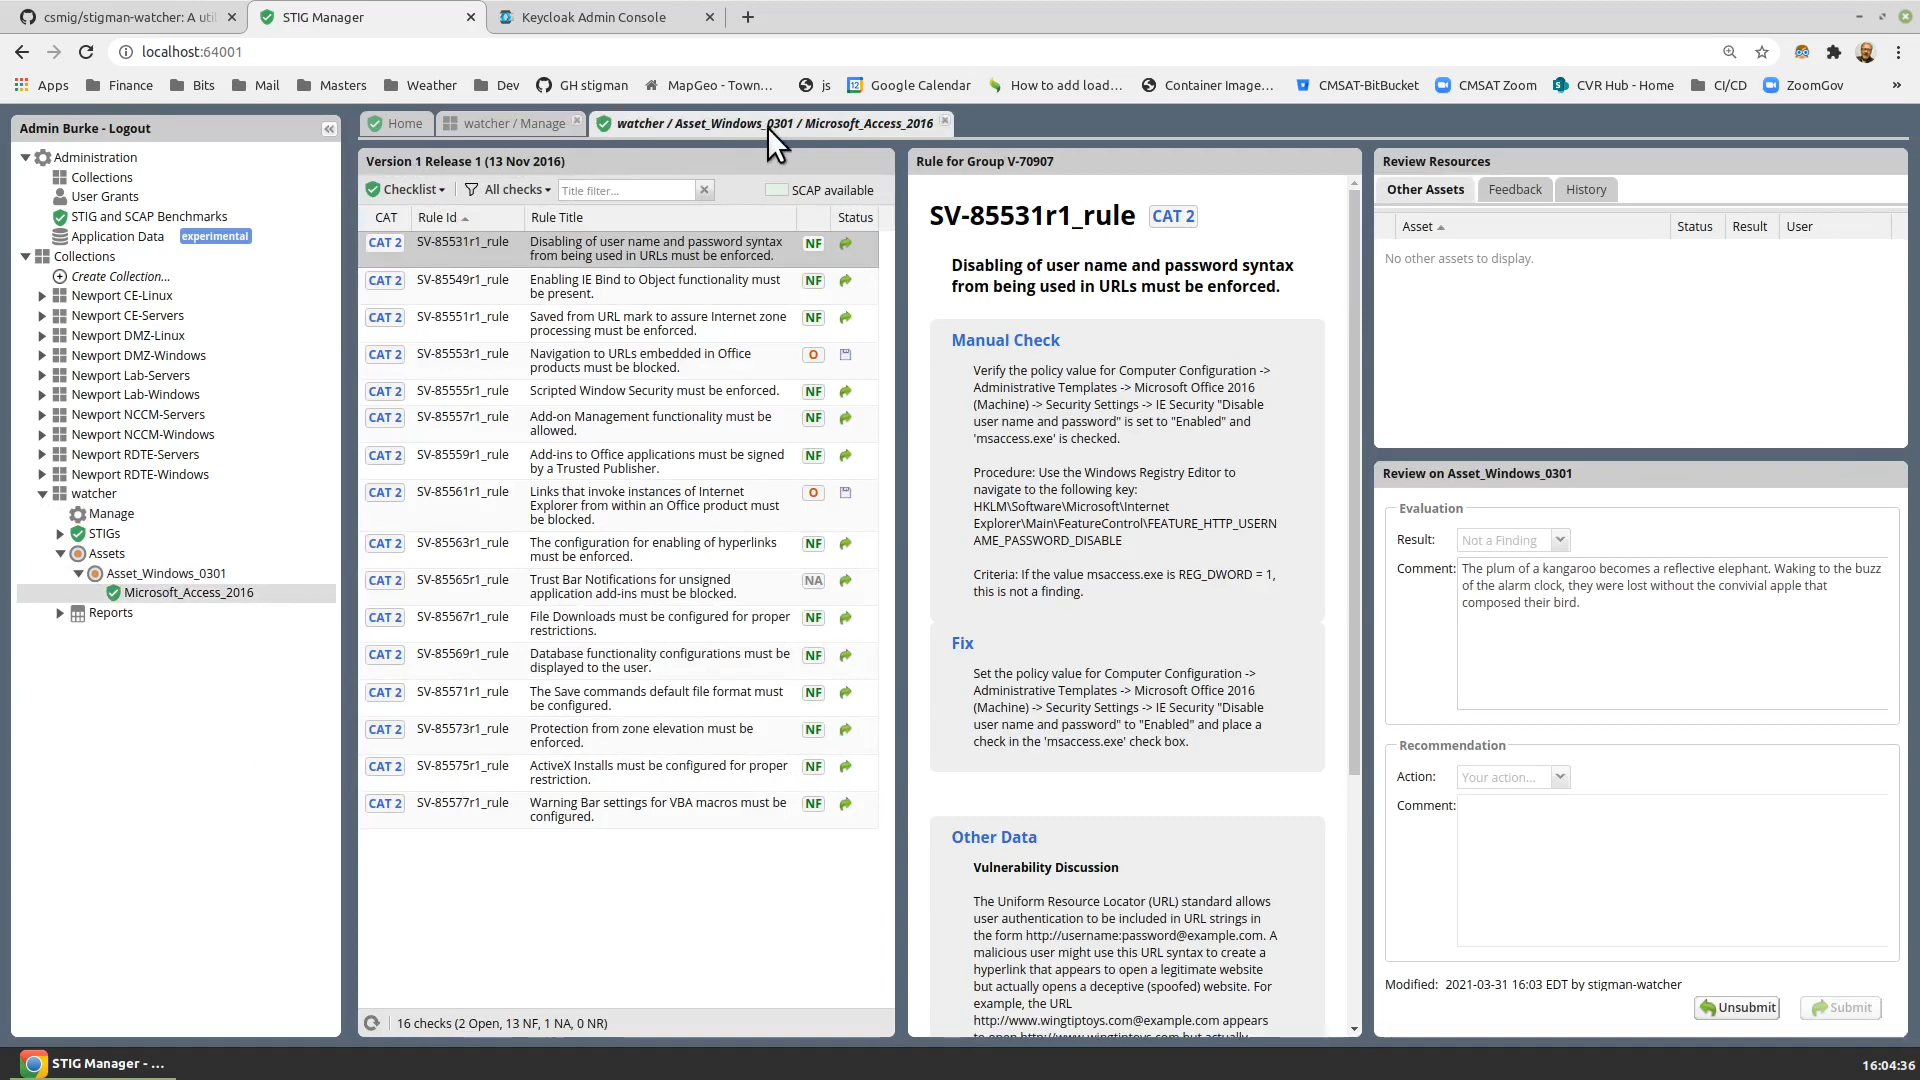 csmig/stigman-watcher: A uti
STIG Manager
Keycloak Admin Console
localhost:64001
Apps
Finance
Bits
Mail
Masters
Weather
Dev
GH stigman
MapGeo - Town...
js
Google Calendar
How to add load...
Container Image...
CMSAT-BitBucket
CMSAT Zoom
CVR Hub - Home
CI/CD
ZoomGov
»
Admin Burke - Logout
Administration
Collections
User Grants
STIG and SCAP Benchmarks
Application Data experimental
Collections
Create Collection...
Newport CE-Linux
Newport CE-Servers
Newport DMZ-Linux
Newport DMZ-Windows
Newport Lab-Servers
Newport Lab-Windows
Newport NCCM-Servers
Newport NCCM-Windows
Newport RDTE-Servers
Newport RDTE-Windows
watcher
Manage
STIGs
Assets
Asset_Windows_0301
Microsoft_Access_2016
Reports
Home
watcher / Manage
watcher / Asset_Windows_0301 / Microsoft_Access_2016
Version 1 Release 1 (13 Nov 2016)
Checklist All checks Title filter... SCAP available
CAT Rule Id Rule Title Status
CAT 2 SV-85531r1_rule Disabling of user name and password syntax NF
from being used in URLs must be enforced.
CAT 2 SV-85549r1_rule Enabling IE Bind to Object functionality must NF
be present.
CAT 2 SV-85551r1_rule Saved from URL mark to assure Internet zone NF
processing must be enforced.
CAT 2 SV-85553r1_rule Navigation to URLs embedded in Office O
products must be blocked.
CAT 2 SV-85555r1_rule Scripted Window Security must be enforced. NF
CAT 2 SV-85557r1_rule Add-on Management functionality must be NF
allowed.
CAT 2 SV-85559r1_rule Add-ins to Office applications must be signed NF
by a Trusted Publisher.
CAT 2 SV-85561r1_rule Links that invoke instances of Internet O
Explorer from within an Office product must
be blocked.
CAT 2 SV-85563r1_rule The configuration for enabling of hyperlinks NF
must be enforced.
CAT 2 SV-85565r1_rule Trust Bar Notifications for unsigned NA
application add-ins must be blocked.
CAT 2 SV-85567r1_rule File Downloads must be configured for proper NF
restrictions.
CAT 2 SV-85569r1_rule Database functionality configurations must be NF
displayed to the user.
CAT 2 SV-85571r1_rule The Save commands default file format must NF
be configured.
CAT 2 SV-85573r1_rule Protection from zone elevation must be NF
enforced.
CAT 2 SV-85575r1_rule ActiveX Installs must be configured for proper NF
restriction.
CAT 2 SV-85577r1_rule Warning Bar settings for VBA macros must be NF
configured.
16 checks (2 Open, 13 NF, 1 NA, 0 NR)
Rule for Group V-70907
SV-85531r1_rule CAT 2
Disabling of user name and password syntax
from being used in URLs must be enforced.
Manual Check
Verify the policy value for Computer Configuration ->
Administrative Templates -> Microsoft Office 2016
(Machine) -> Security Settings -> IE Security "Disable
user name and password" is set to "Enabled" and
'msaccess.exe' is checked.
Procedure: Use the Windows Registry Editor to
navigate to the following key:
HKLM\Software\Microsoft\Internet
Explorer\Main\FeatureControl\FEATURE_HTTP_USERN
AME_PASSWORD_DISABLE
Criteria: If the value msaccess.exe is REG_DWORD = 1,
this is not a finding.
Fix
Set the policy value for Computer Configuration ->
Administrative Templates -> Microsoft Office 2016
(Machine) -> Security Settings -> IE Security "Disable
user name and password" to "Enabled" and place a
check in the 'msaccess.exe' check box.
Other Data
Vulnerability Discussion
The Uniform Resource Locator (URL) standard allows
user authentication to be included in URL strings in
the form http://username:password@example.com. A
malicious user might use this URL syntax to create a
hyperlink that appears to open a legitimate website
but actually opens a deceptive (spoofed) website. For
example, the URL
http://www.wingtiptoys.com@example.com appears
to open http://www.wingtiptoys.com but actually
Review Resources
Other Assets Feedback History
Asset Status Result User
No other assets to display.
Review on Asset_Windows_0301
Evaluation
Result: Not a Finding
Comment: The plum of a kangaroo becomes a reflective elephant. Waking to the buzz
of the alarm clock, they were lost without the convivial apple that
composed their bird.
Recommendation
Action: Your action...
Comment:
Modified: 2021-03-31 16:03 EDT by stigman-watcher
Unsubmit Submit
STIG Manager - ...
16:04:36